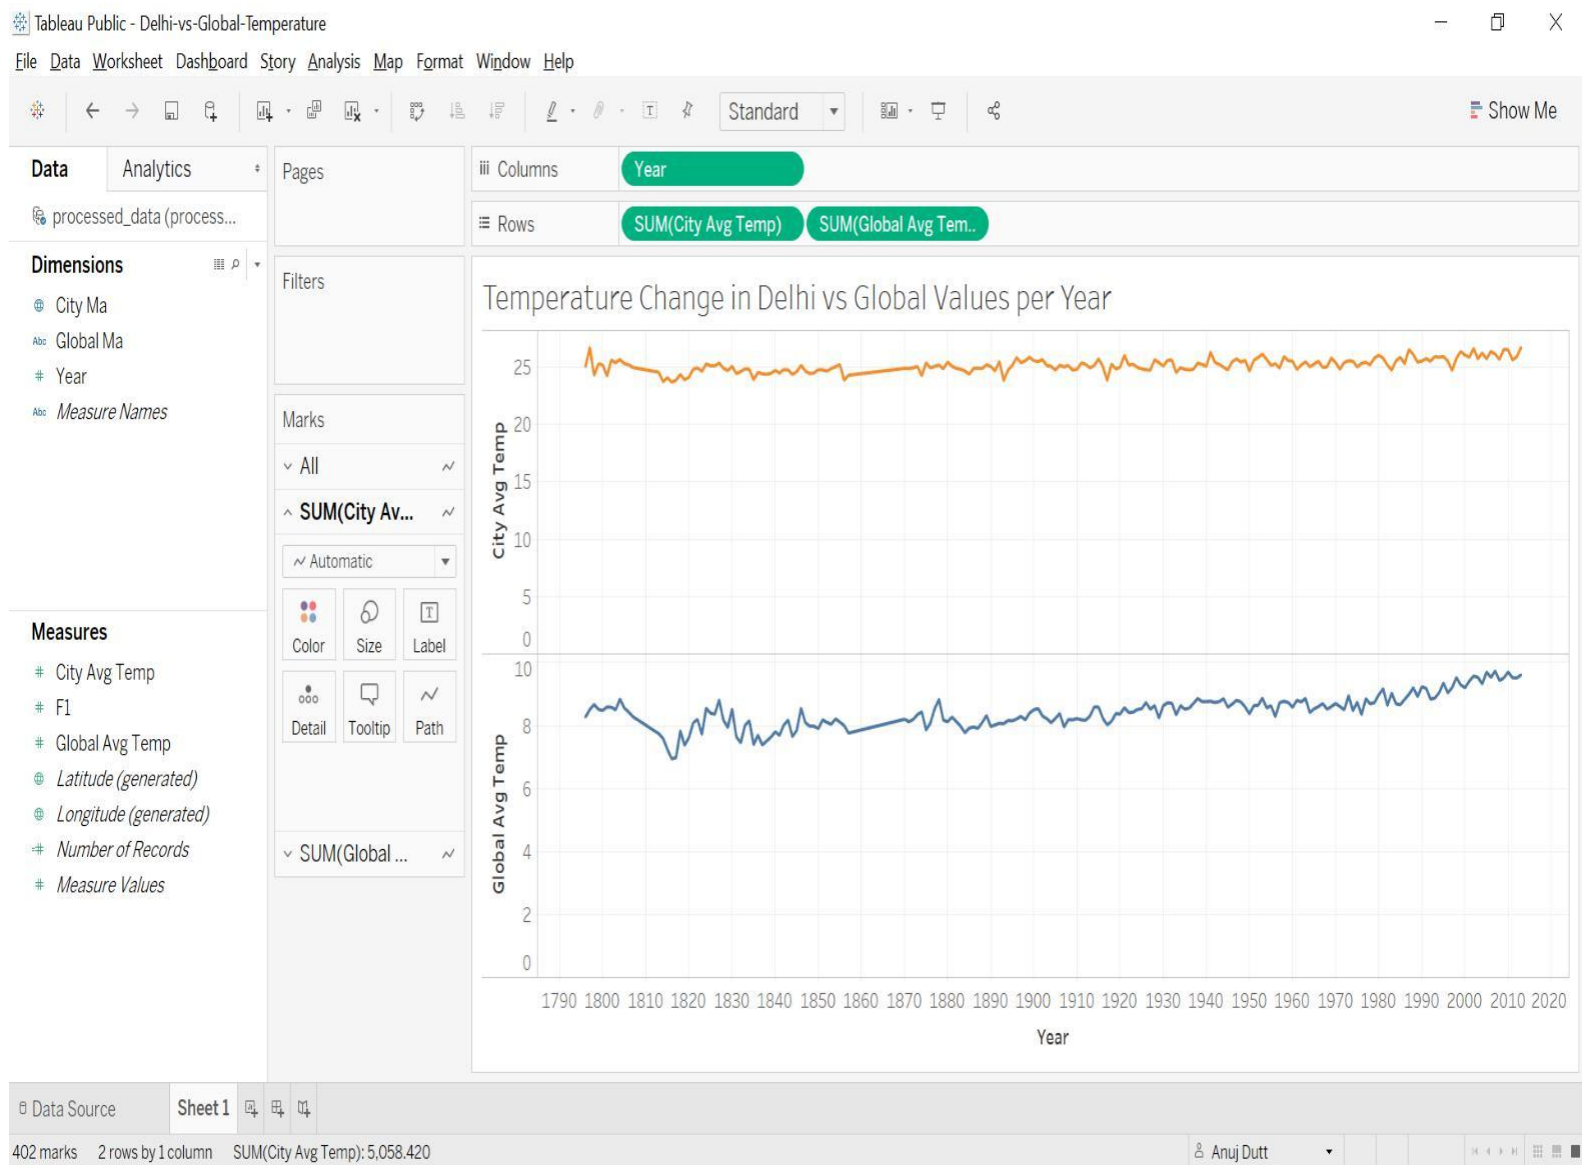 Tableau Public - Delhi-vs-Global-Temperature
File Data Worksheet Dashboard Story Analysis Map Format Window Help
Standard
Show Me
Data Analytics
processed_data (process...
Dimensions
City Ma
Abc Global Ma
# Year
Abc Measure Names
Measures
# City Avg Temp
# F1
# Global Avg Temp
Latitude (generated)
Longitude (generated)
# Number of Records
# Measure Values
Pages
Filters
Marks
All
SUM(City Av...
Automatic
Color Size Label
Detail Tooltip Path
SUM(Global ...
Columns Year
Rows SUM(City Avg Temp) SUM(Global Avg Tem..
Temperature Change in Delhi vs Global Values per Year
City Avg Temp
25
20
15
10
5
0
Global Avg Temp
10
8
6
4
2
0
1790 1800 1810 1820 1830 1840 1850 1860 1870 1880 1890 1900 1910 1920 1930 1940 1950 1960 1970 1980 1990 2000 2010 2020
Year
Data Source Sheet 1
402 marks 2 rows by 1 column SUM(City Avg Temp): 5,058.420 Anuj Dutt